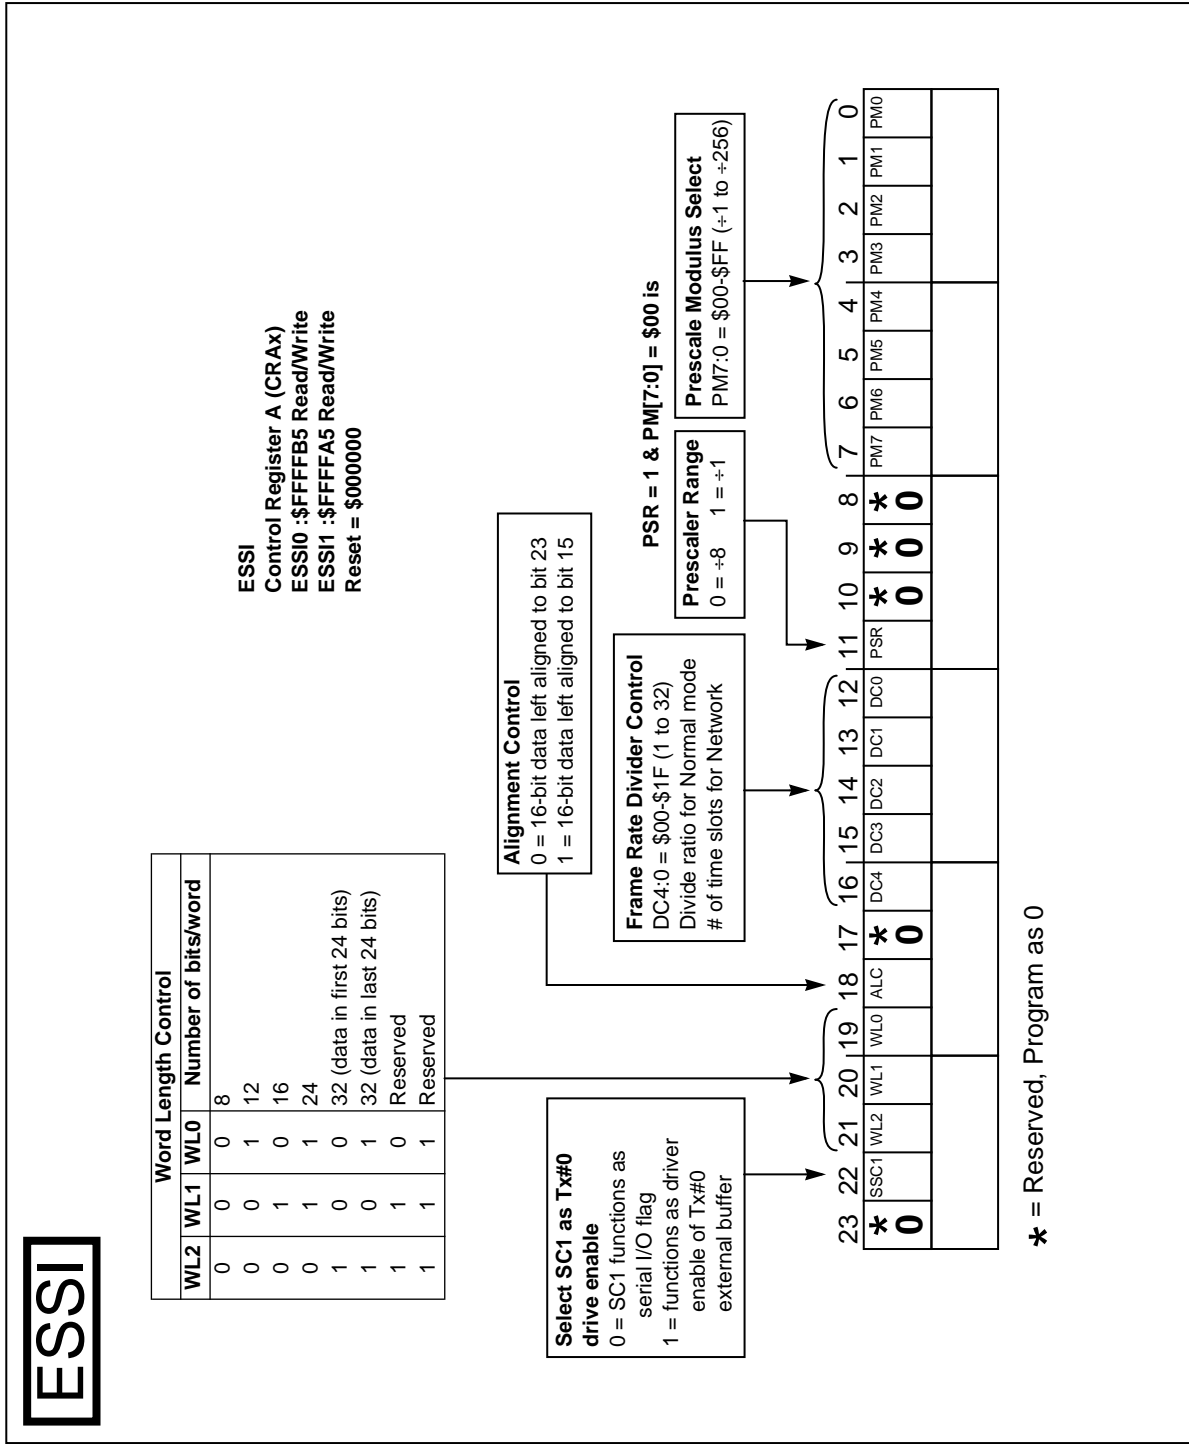 ESSI
ESSI
Control Register A (CRAx)
ESSI0 :$FFFFB5 Read/Write
ESSI1 :$FFFFA5 Read/Write
Reset = $000000
Word Length Control
WL2 WL1 WL0 Number of bits/word
0 0 0 8
0 0 1 12
0 1 0 16
0 1 1 24
1 0 0 32 (data in first 24 bits)
1 0 1 32 (data in last 24 bits)
1 1 0 Reserved
1 1 1 Reserved
Alignment Control
0 = 16-bit data left aligned to bit 23
1 = 16-bit data left aligned to bit 15
Select SC1 as Tx#0
drive enable
0 = SC1 functions as
serial I/O flag
1 = functions as driver
enable of Tx#0
external buffer
Frame Rate Divider Control
DC4:0 = $00-$1F (1 to 32)
Divide ratio for Normal mode
# of time slots for Network
PSR = 1 & PM[7:0] = $00 is
Prescaler Range
0 = ÷8 1 = ÷1
Prescale Modulus Select
PM7:0 = $00-$FF (÷1 to ÷256)
23 22 21 20 19 18 17 16 15 14 13 12 11 10 9 8 7 6 5 4 3 2 1 0
* SSC1 WL2 WL1 WL0 ALC * DC4 DC3 DC2 DC1 DC0 PSR * * * PM7 PM6 PM5 PM4 PM3 PM2 PM1 PM0
0 0 0 0 0
* = Reserved, Program as 0